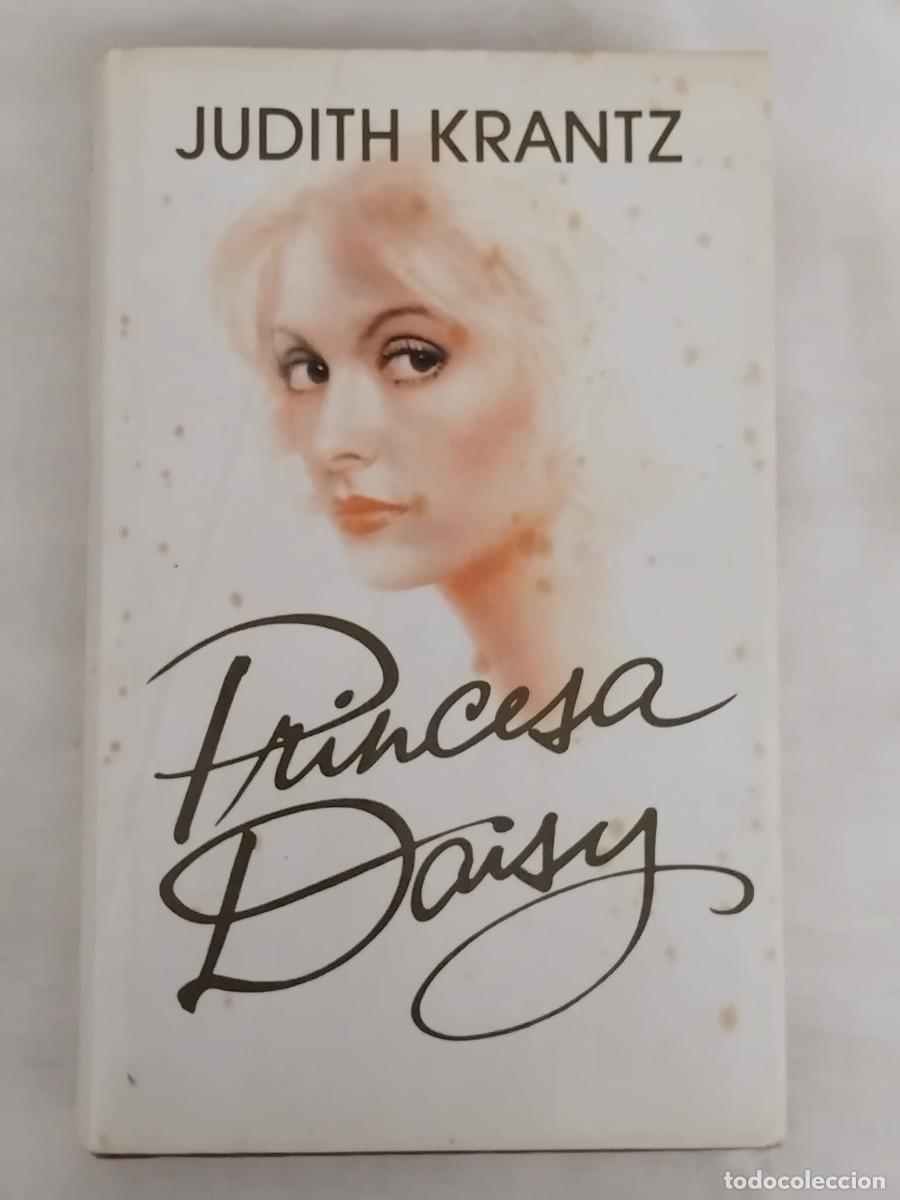 JUDITH KRANTZ
Princesa
Daisy
todocoleccion